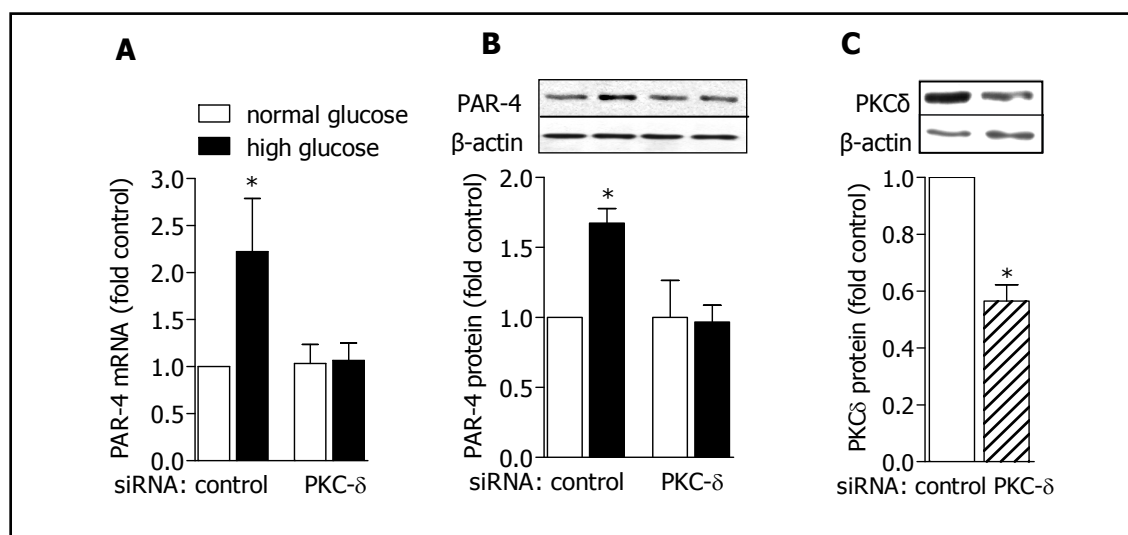 A
normal glucose
high glucose
PAR-4 mRNA (fold control)
3.0
2.5
2.0
1.5
1.0
0.5
0.0
*
siRNA: control PKC-δ
B
PAR-4
β-actin
PAR-4 protein (fold control)
2.0
1.5
1.0
0.5
0.0
*
siRNA: control PKC-δ
C
PKCδ
β-actin
PKCδ protein (fold control)
1.0
0.8
0.6
0.4
0.2
0.0
*
siRNA: control PKC-δ